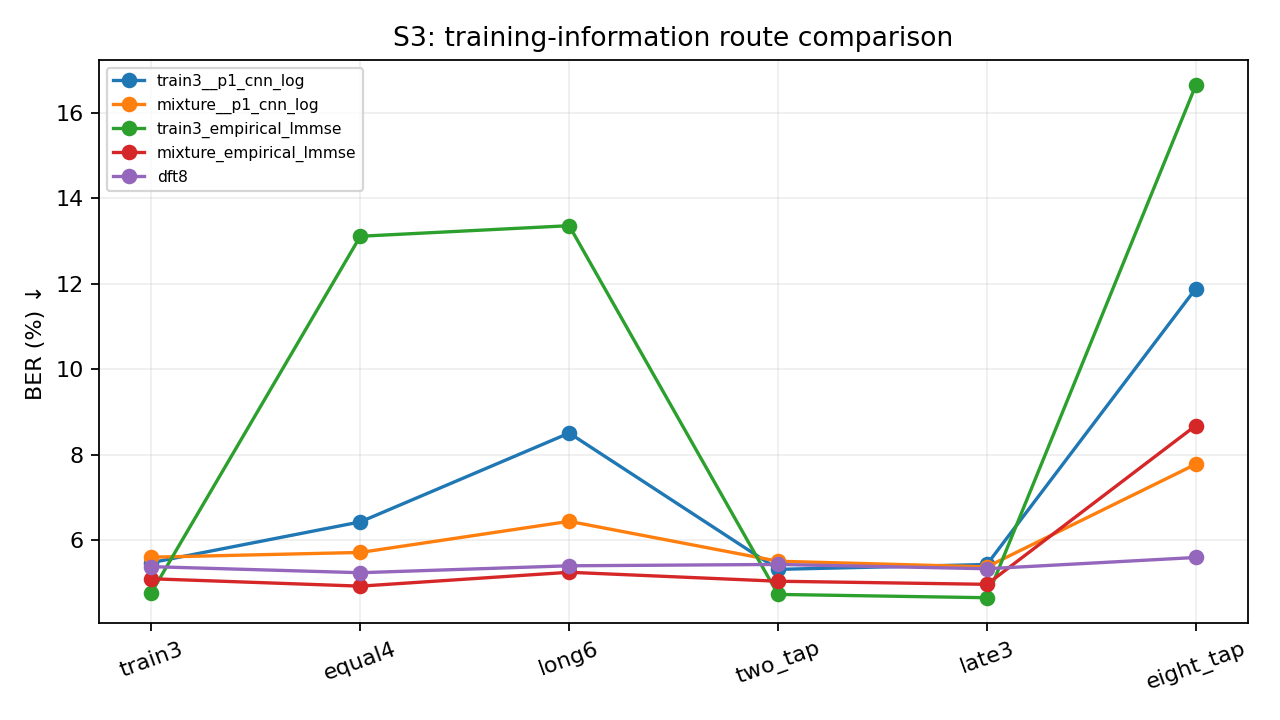 S3: training-information route comparison
train3__p1_cnn_log
mixture__p1_cnn_log
train3_empirical_lmmse
mixture_empirical_lmmse
dft8
BER (%) ↓
16
14
12
10
8
6
train3
equal4
long6
two_tap
late3
eight_tap